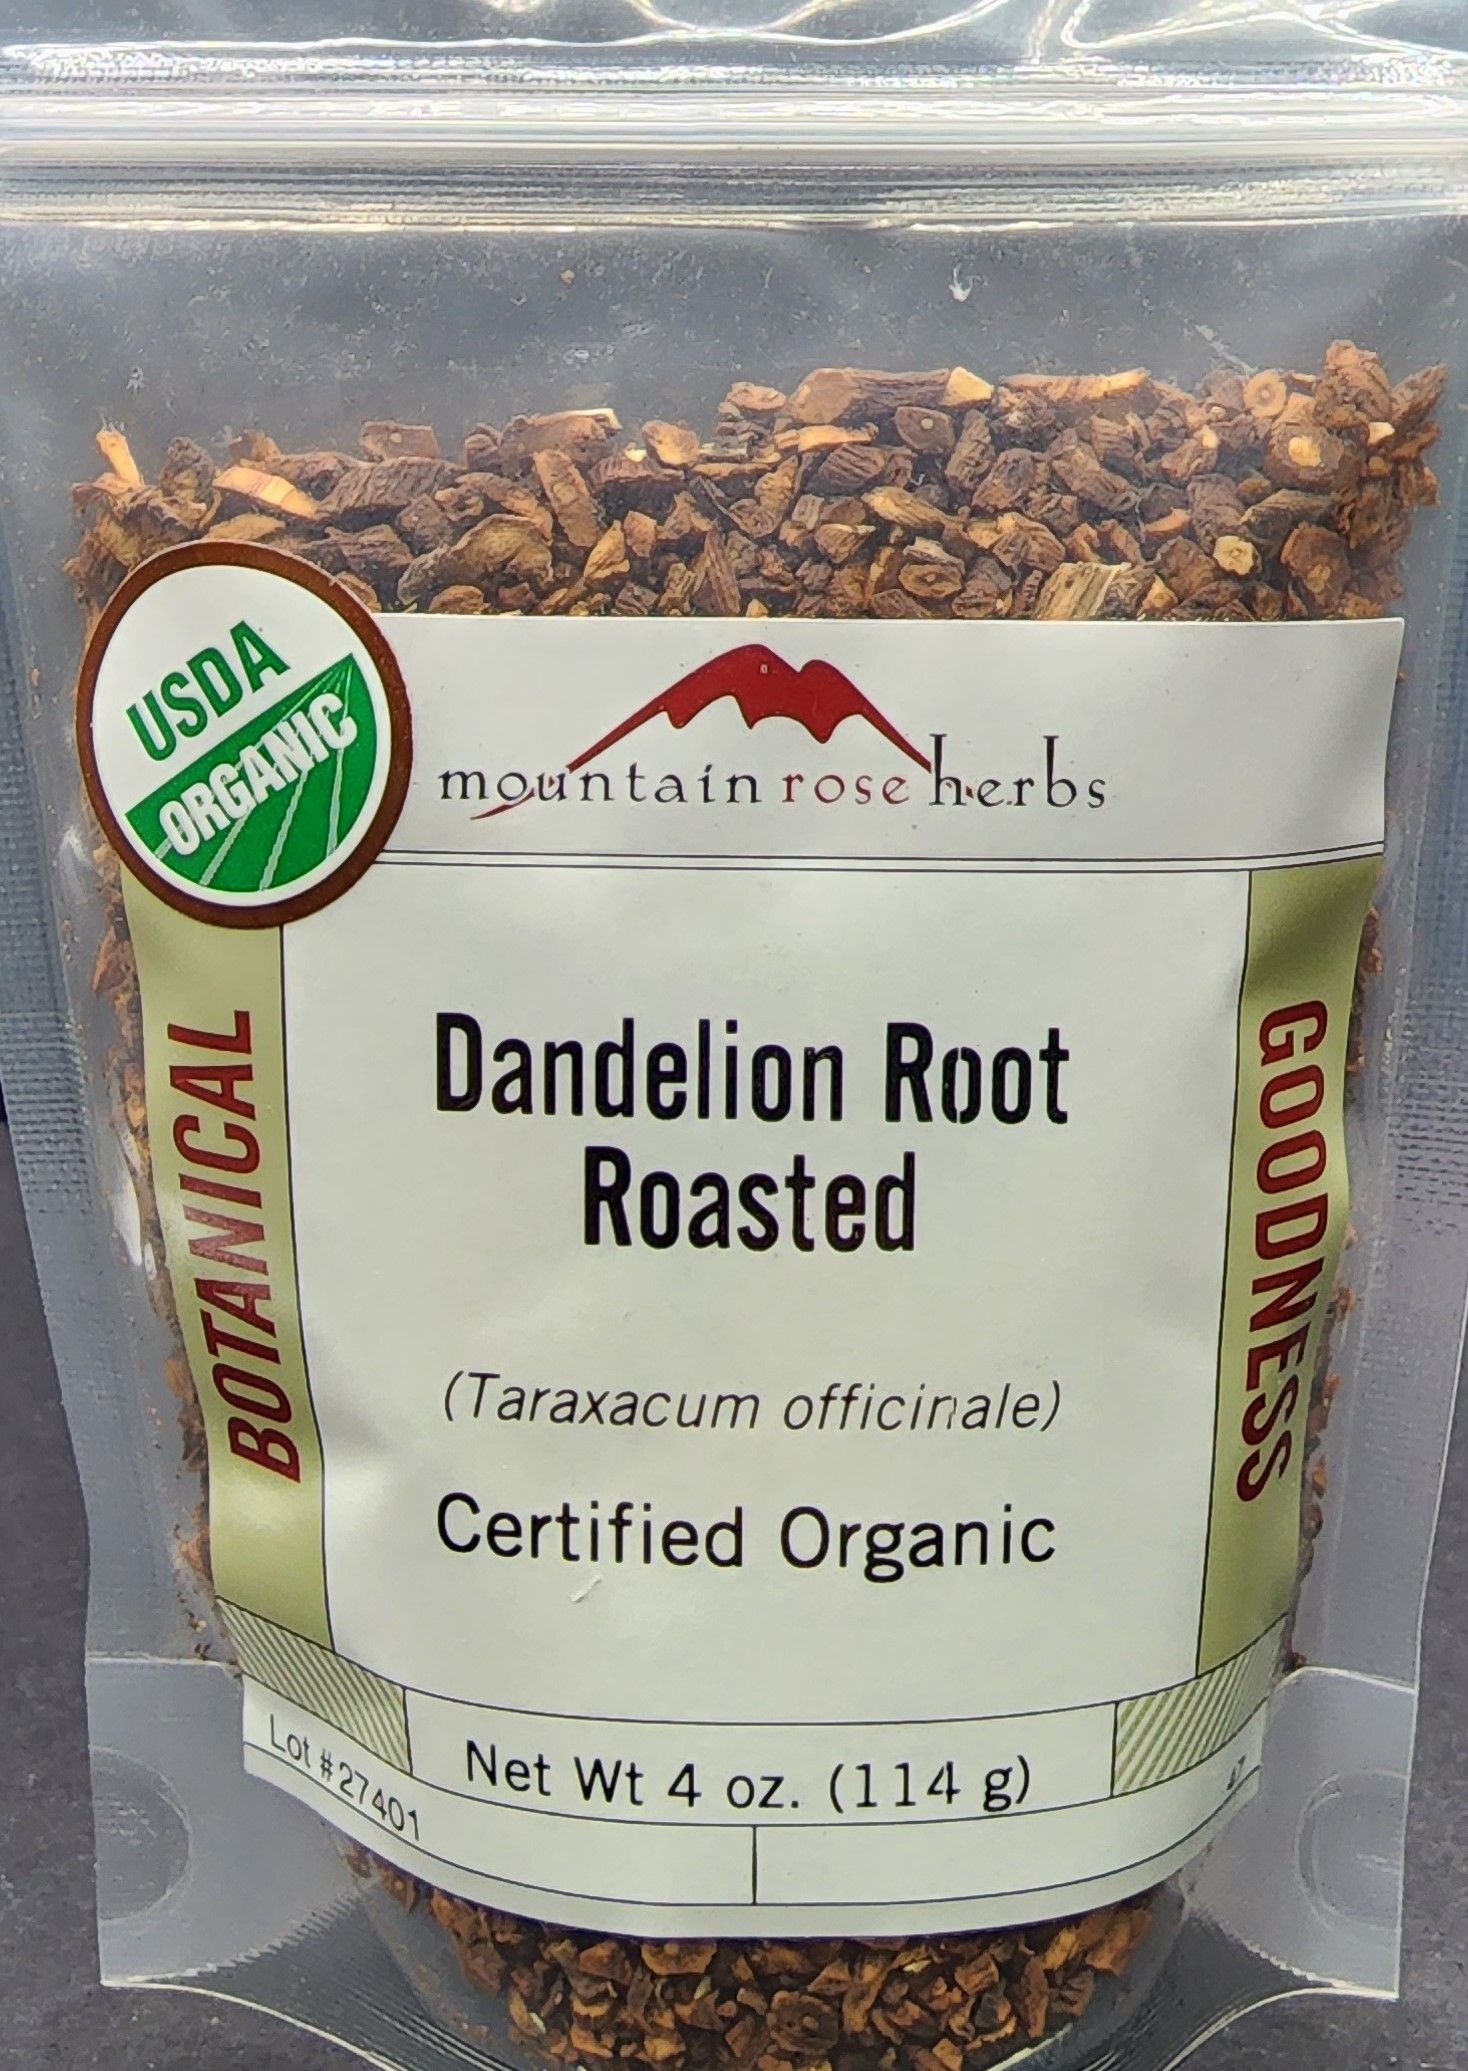 USDA
ORGANIC
mountain rose herbs
BOTANICAL
GOODNESS
Dandelion Root
Roasted
(Taraxacum officinale)
Certified Organic
Net Wt 4 oz. (114 g)
Lot #27401